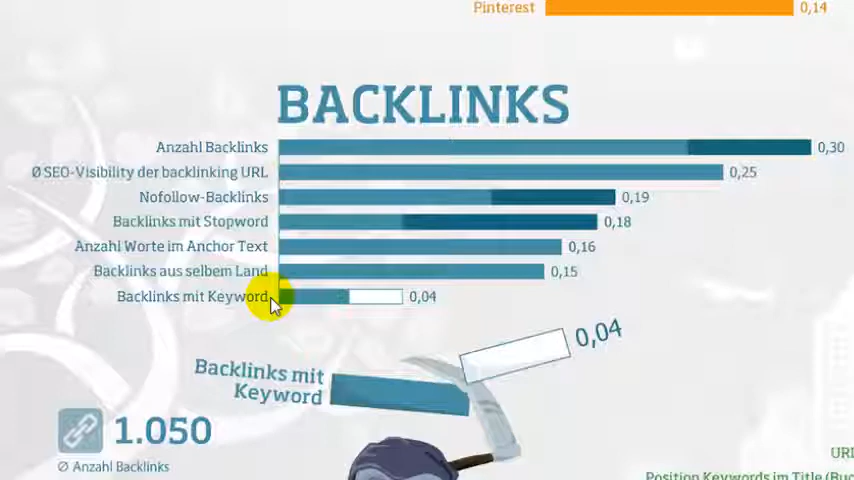 Pinterest 0,14
BACKLINKS
Anzahl Backlinks 0,30
Ø SEO-Visibility der backlinking URL 0,25
Nofollow-Backlinks 0,19
Backlinks mit Stopword 0,18
Anzahl Worte im Anchor Text 0,16
Backlinks aus selbem Land 0,15
Backlinks mit Keyword 0,04
0,04
Backlinks mit
Keyword
1.050
Ø Anzahl Backlinks
URL
Position Keywords im Title (Buc